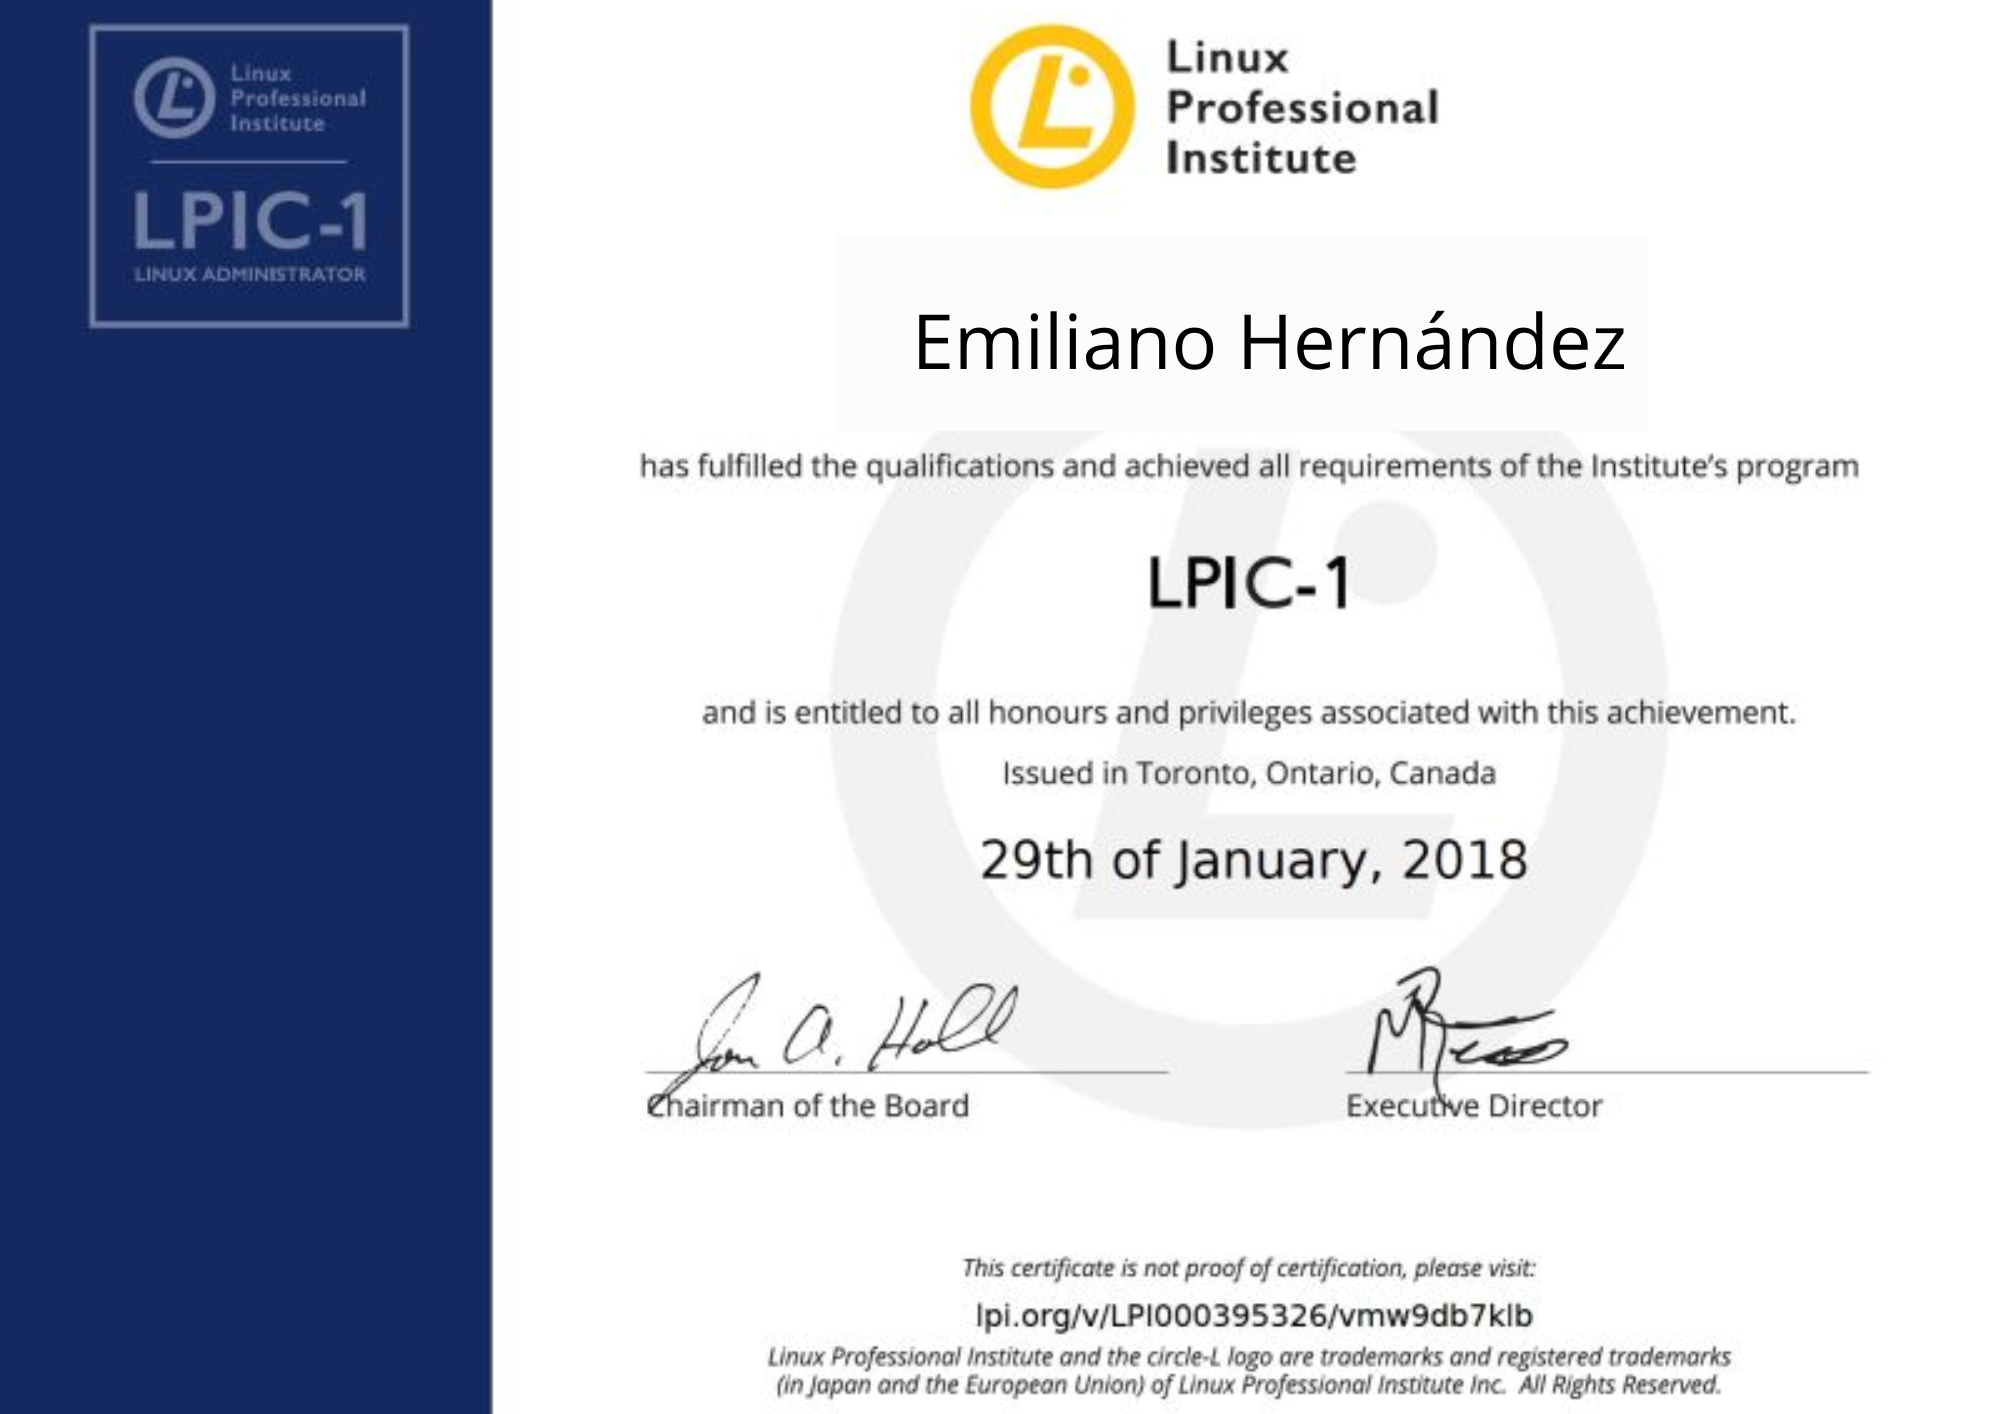 Linux
Professional
Institute
LPIC-1
LINUX ADMINISTRATOR
Linux
Professional
Institute
Emiliano Hernández
has fulfilled the qualifications and achieved all requirements of the Institute’s program
LPIC-1
and is entitled to all honours and privileges associated with this achievement.
Issued in Toronto, Ontario, Canada
29th of January, 2018
Jon A. Hall
Chairman of the Board
Executive Director
This certificate is not proof of certification, please visit:
lpi.org/v/LPI000395326/vmw9db7klb
Linux Professional Institute and the circle-L logo are trademarks and registered trademarks
(in Japan and the European Union) of Linux Professional Institute Inc. All Rights Reserved.